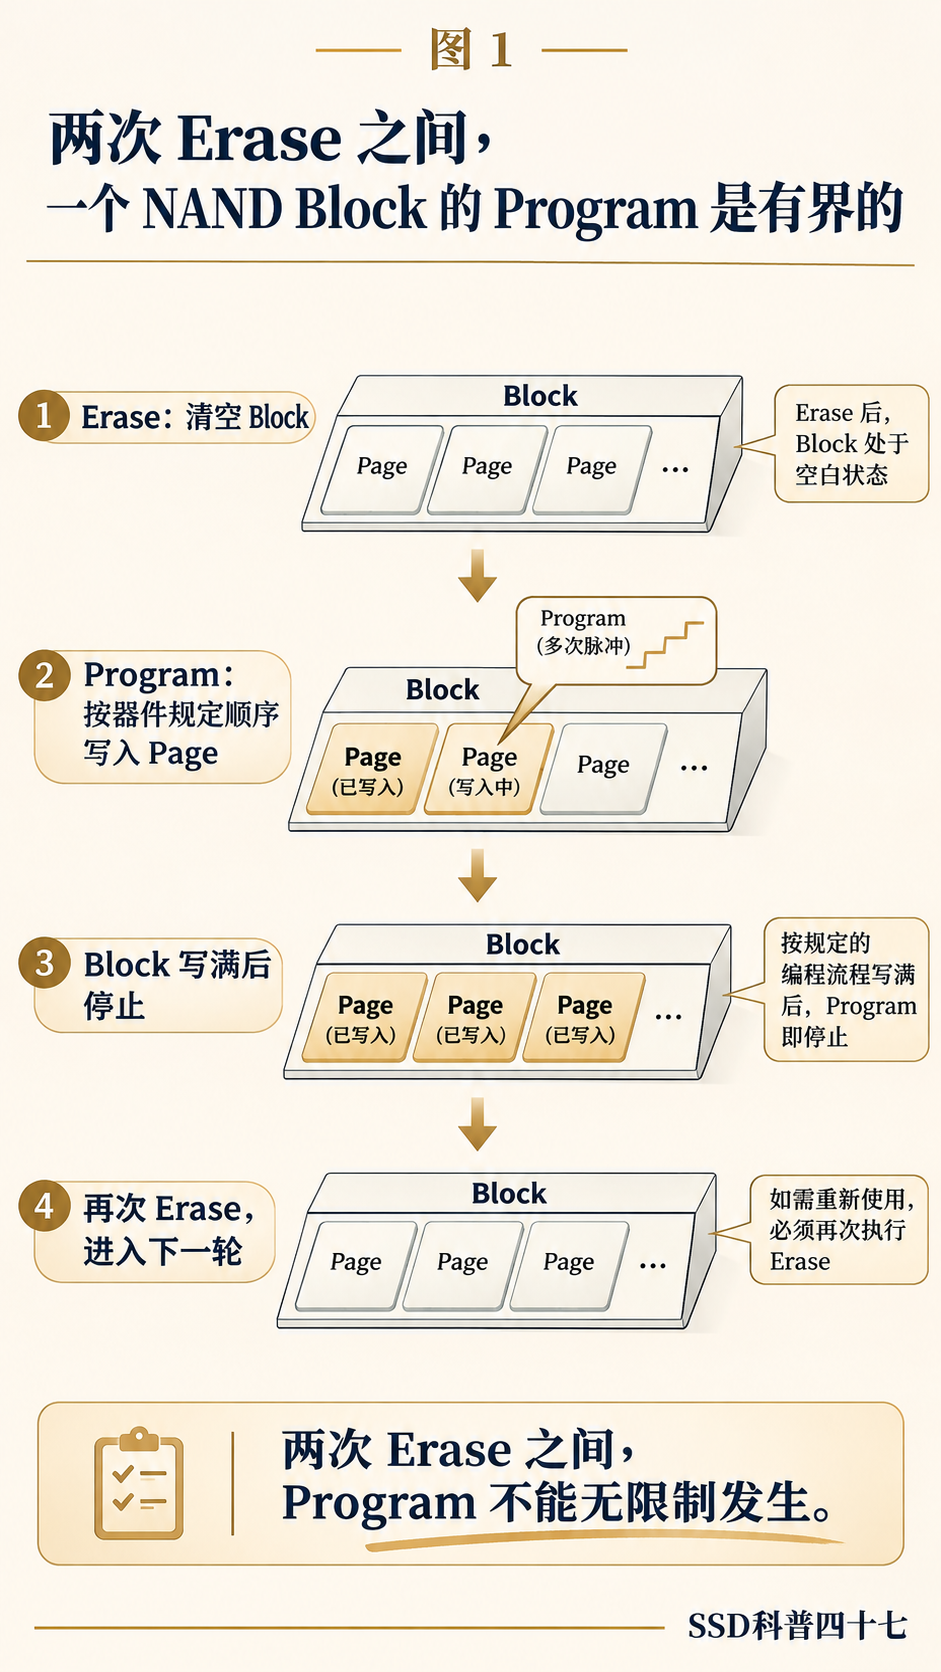 图 1
两次 Erase 之间，
一个 NAND Block 的 Program 是有界的
1
Erase：清空 Block
Block
Page
Page
Page
...
Erase 后，
Block 处于
空白状态
2
Program：
按器件规定顺序
写入 Page
Program
（多次脉冲）
Block
Page
（已写入）
Page
（写入中）
Page
...
3
Block 写满后
停止
Block
Page
（已写入）
Page
（已写入）
Page
（已写入）
...
按规定的
编程流程写满
后，Program
即停止
4
再次 Erase，
进入下一轮
Block
Page
Page
Page
...
如需重新使用，
必须再次执行
Erase
两次 Erase 之间，
Program 不能无限制发生。
SSD科普四十七